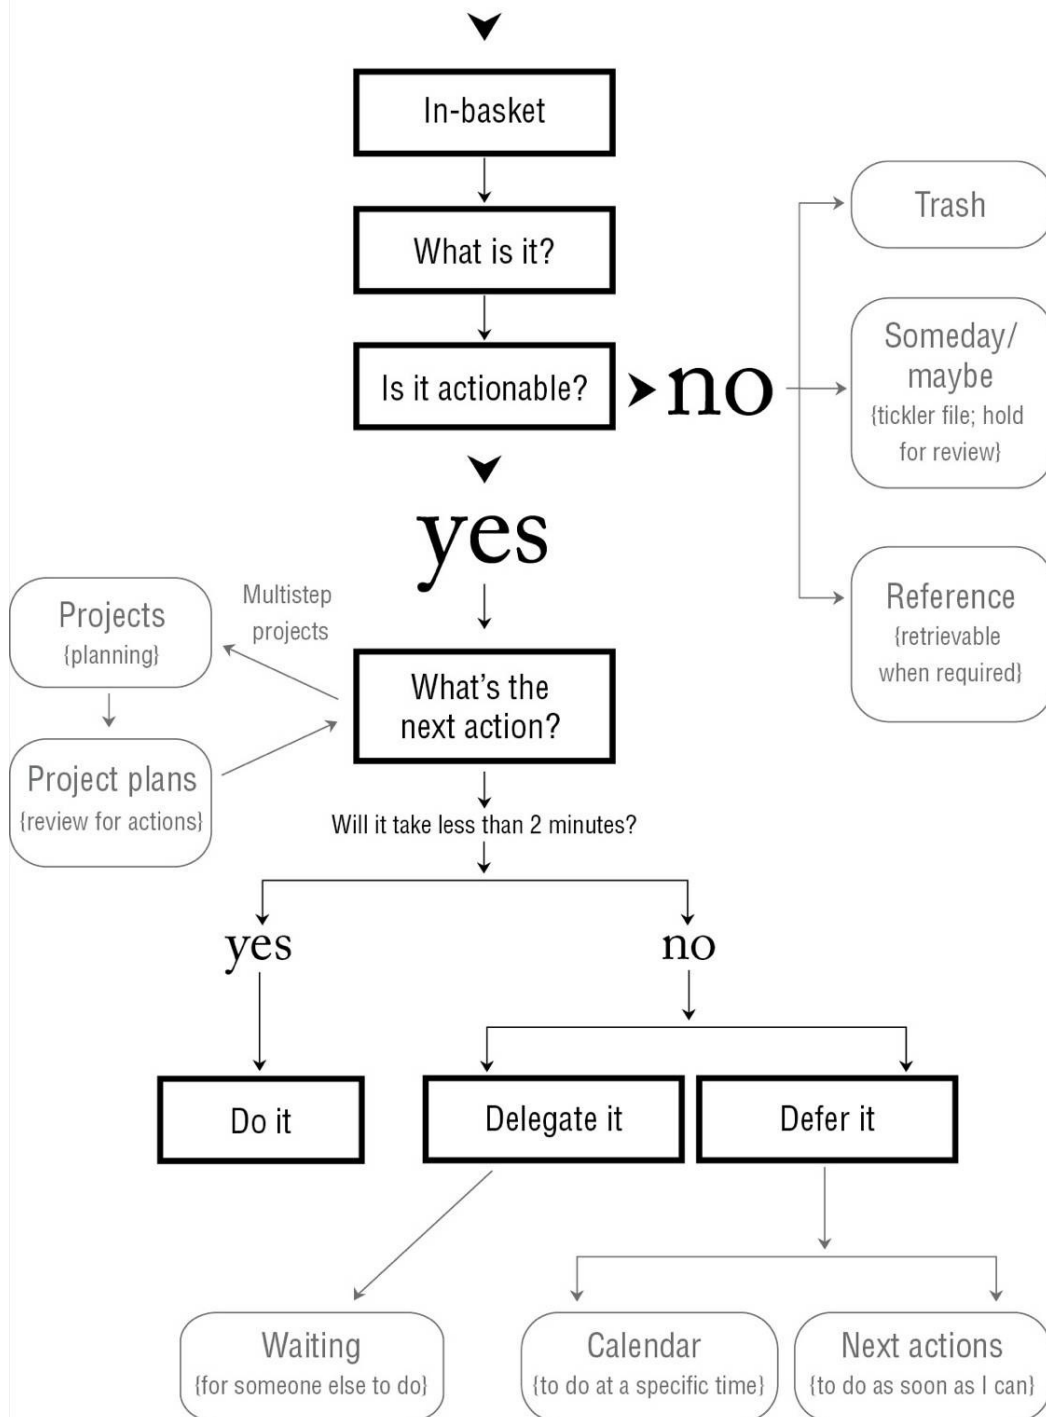 In-basket
What is it?
Is it actionable?
no
Trash
Someday/
maybe
{tickler file; hold
for review}
Reference
{retrievable
when required}
yes
Multistep
projects
Projects
{planning}
Project plans
{review for actions}
What's the
next action?
Will it take less than 2 minutes?
yes
no
Do it
Delegate it
Defer it
Waiting
{for someone else to do}
Calendar
{to do at a specific time}
Next actions
{to do as soon as I can}